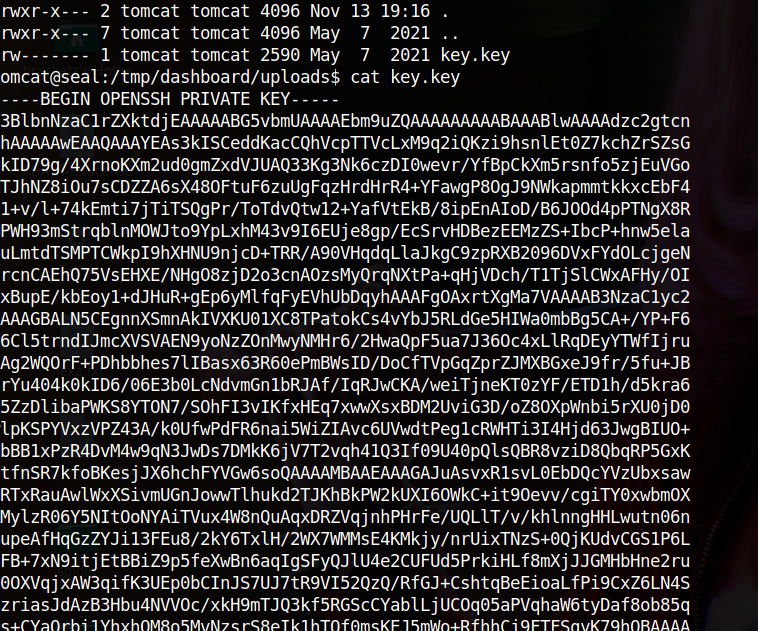 rwxr-x--- 2 tomcat tomcat 4096 Nov 13 19:16 .
rwxr-x--- 7 tomcat tomcat 4096 May  7  2021 ..
rw------- 1 tomcat tomcat 2590 May  7  2021 key.key
omcat@seal:/tmp/dashboard/uploads$ cat key.key
----BEGIN OPENSSH PRIVATE KEY-----
3BlbnNzaC1rZXktdjEAAAAABG5vbmUAAAAEbm9uZQAAAAAAAAABAAABlwAAAAdzc2gtcn
hAAAAAwEAAQAAAYEAs3kISCeddKacCQhVcpTTVcLxM9q2iQKzi9hsnlEt0Z7kchZrSZsG
kID79g/4XrnoKXm2ud0gmZxdVJUAQ33Kg3Nk6czDI0wevr/YfBpCkXm5rsnfo5zjEuVGo
TJhNZ8iOu7sCDZZA6sX48OFtuF6zuUgFqzHrdHrR4+YFawgP8OgJ9NWkapmmtkkxcEbF4
1+v/l+74kEmti7jTiTSQgPr/ToTdvQtw12+YafVtEkB/8ipEnAIoD/B6JOOd4pPTNgX8R
PWH93mStrqblnMOWJto9YpLxhM43v9I6EUje8gp/EcSrvHDBezEEMzZS+IbcP+hnw5ela
uLmtdTSMPTCWkpI9hXHNU9njcD+TRR/A90VHqdqLlaJkgC9zpRXB2096DVxFYdOLcjgeN
rcnCAEhQ75VsEHXE/NHgO8zjD2o3cnAOzsMyQrqNXtPa+qHjVDch/T1TjSlCWxAFHy/OI
xBupE/kbEoy1+dJHuR+gEp6yMlfqFyEVhUbDqyhAAAFgOAxrtXgMa7VAAAAB3NzaC1yc2
AAAGBALN5CEgnnXSmnAkIVXKU01XC8TPatokCs4vYbJ5RLdGe5HIWa0mbBg5CA+/YP+F6
6Cl5trndIJmcXVSVAEN9yoNzZOnMwyNMHr6/2HwaQpF5ua7J36Oc4xLlRqDEyYTWfIjru
Ag2WQOrF+PDhbbhes7lIBasx63R60ePmBWsID/DoCfTVpGqZprZJMXBGxeJ9fr/5fu+JB
rYu404k0kID6/06E3b0LcNdvmGn1bRJAf/IqRJwCKA/weiTjneKT0zYF/ETD1h/d5kra6
5ZzDlibaPWKS8YTON7/SOhFI3vIKfxHEq7xwwXsxBDM2UviG3D/oZ8OXpWnbi5rXU0jD0
lpKSPYVxzVPZ43A/k0UfwPdFR6nai5WiZIAvc6UVwdtPeg1cRWHTi3I4Hjd63JwgBIUO+
bBB1xPzR4DvM4w9qN3JwDs7DMkK6jV7T2vqh41Q3If09U40pQlsQBR8vziD8QbqRP5GxK
tfnSR7kfoBKesjJX6hchFYVGw6soQAAAAMBAAEAAAGAJuAsvxR1svL0EbDQcYVzUbxsaw
RTxRauAwlWxXSivmUGnJowwTlhukd2TJKhBkPW2kUXI6OWkC+it9Oevv/cgiTY0xwbmOX
MylzR06Y5NItOoNYAiTVux4W8nQuAqxDRZVqjnhPHrFe/UQLlT/v/khlnngHHLwutn06n
upeAfHqGzZYJi13FEu8/2kY6TxlH/2WX7WMMsE4KMkjy/nrUixTNzS+0QjKUdvCGS1P6L
FB+7xN9itjEtBBiZ9p5feXwBn6aqIgSFyQJlU4e2CUFUd5PrkiHLf8mXjJJGMHbHne2ru
0OXVqjxAW3qifK3UEp0bCInJS7UJ7tR9VI52QzQ/RfGJ+CshtqBeEioaLfPi9CxZ6LN4S
zriasJdAzB3Hbu4NVVOc/xkH9mTJQ3kf5RGScCYablLjUCOq05aPVqhaW6tyDaf8ob85q
s+CYaOrbi1YhxhOM8o5MvNzsrS8eIk1hTOf0msKEJ5mWo+RfhhCj9FTFSqyK79hQBAAAA